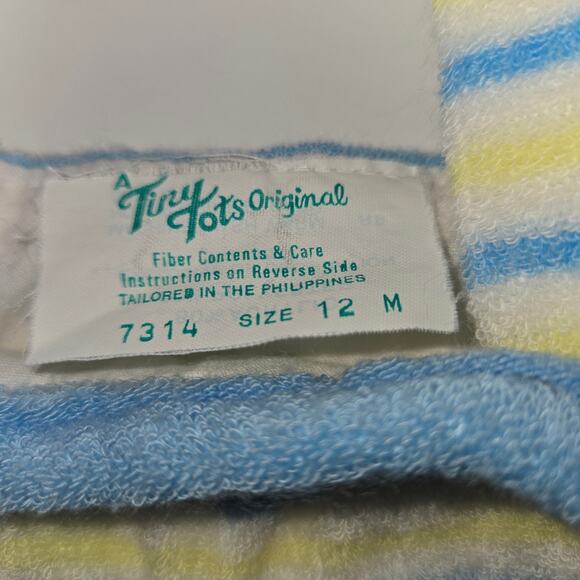 A Tiny Tots Original
Fiber Contents & Care
Instructions on Reverse Side
TAILORED IN THE PHILIPPINES
7314 SIZE 12 M